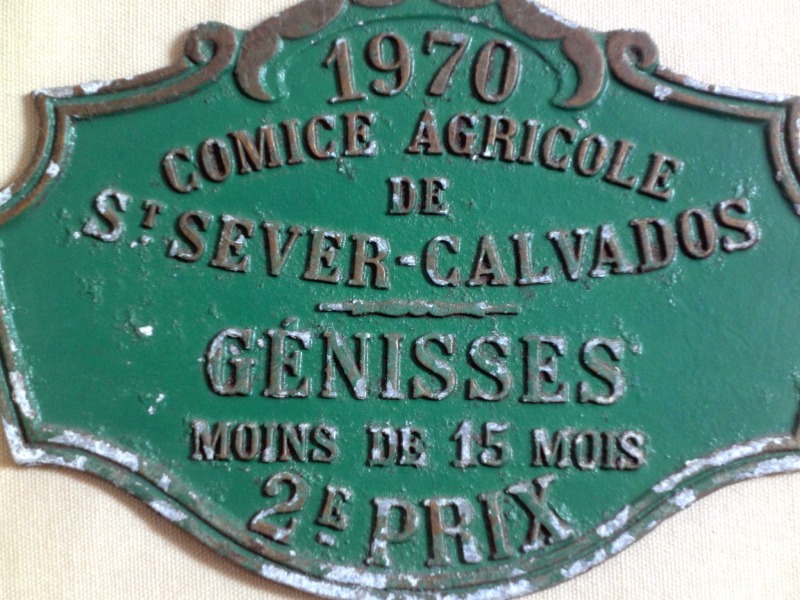 1970
COMICE AGRICOLE
DE
ST SEVER-CALVADOS
GÉNISSES
MOINS DE 15 MOIS
2E PRIX